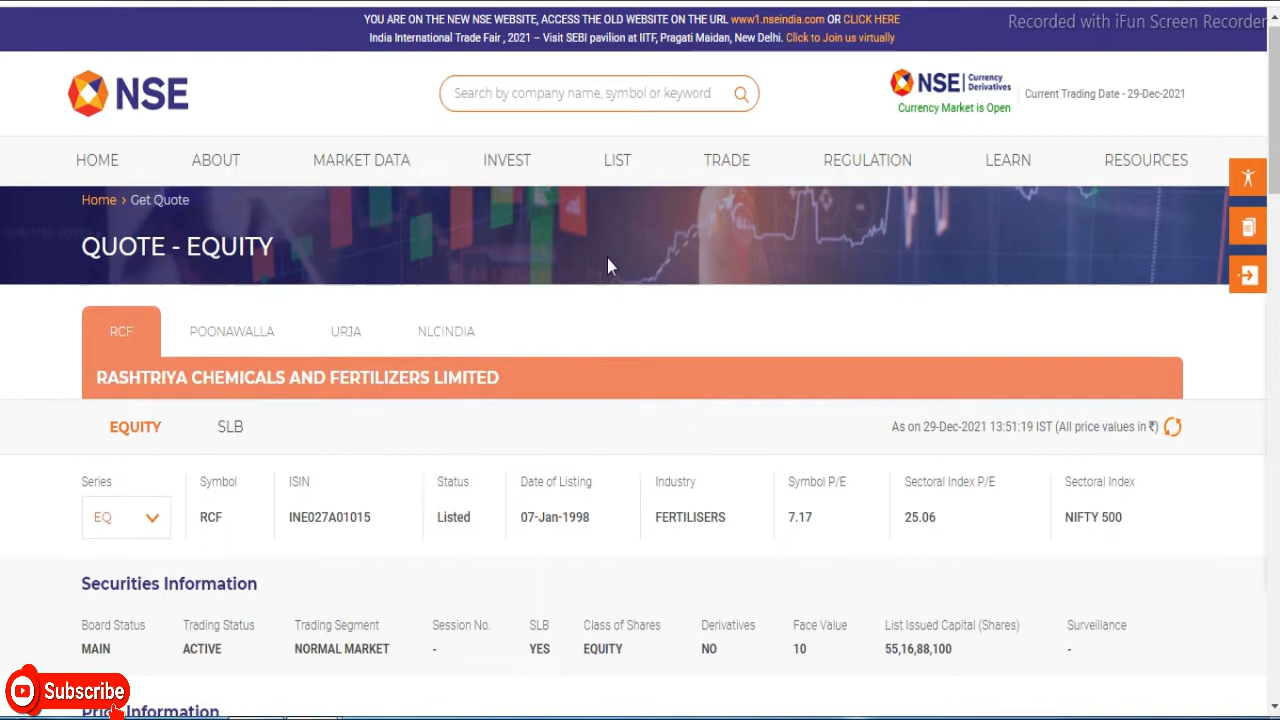 YOU ARE ON THE NEW NSE WEBSITE, ACCESS THE OLD WEBSITE ON THE URL www1.nseindia.com OR CLICK HERE
Recorded with iFun Screen Recorder
India International Trade Fair , 2021 – Visit SEBI pavilion at IITF, Pragati Maidan, New Delhi. Click to Join us virtually
NSE
Search by company name, symbol or keyword
NSE Currency Derivatives
Currency Market is Open
Current Trading Date - 29-Dec-2021
HOME ABOUT MARKET DATA INVEST LIST TRADE REGULATION LEARN RESOURCES
Home › Get Quote
QUOTE - EQUITY
RCF POONAWALLA URJA NLCINDIA
RASHTRIYA CHEMICALS AND FERTILIZERS LIMITED
EQUITY SLB As on 29-Dec-2021 13:51:19 IST (All price values in ₹)
Series Symbol ISIN Status Date of Listing Industry Symbol P/E Sectoral Index P/E Sectoral Index
EQ RCF INE027A01015 Listed 07-Jan-1998 FERTILISERS 7.17 25.06 NIFTY 500
Securities Information
Board Status Trading Status Trading Segment Session No. SLB Class of Shares Derivatives Face Value List Issued Capital (Shares) Surveillance
MAIN ACTIVE NORMAL MARKET - YES EQUITY NO 10 55,16,88,100 -
Subscribe
Price Information